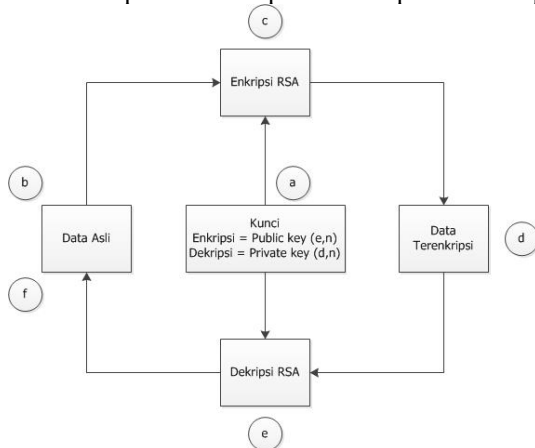 c
Enkripsi RSA
b
a
Data Asli
Kunci
Enkripsi = Public key (e,n)
Dekripsi = Private key (d,n)
Data
Terenkripsi
d
f
Dekripsi RSA
e